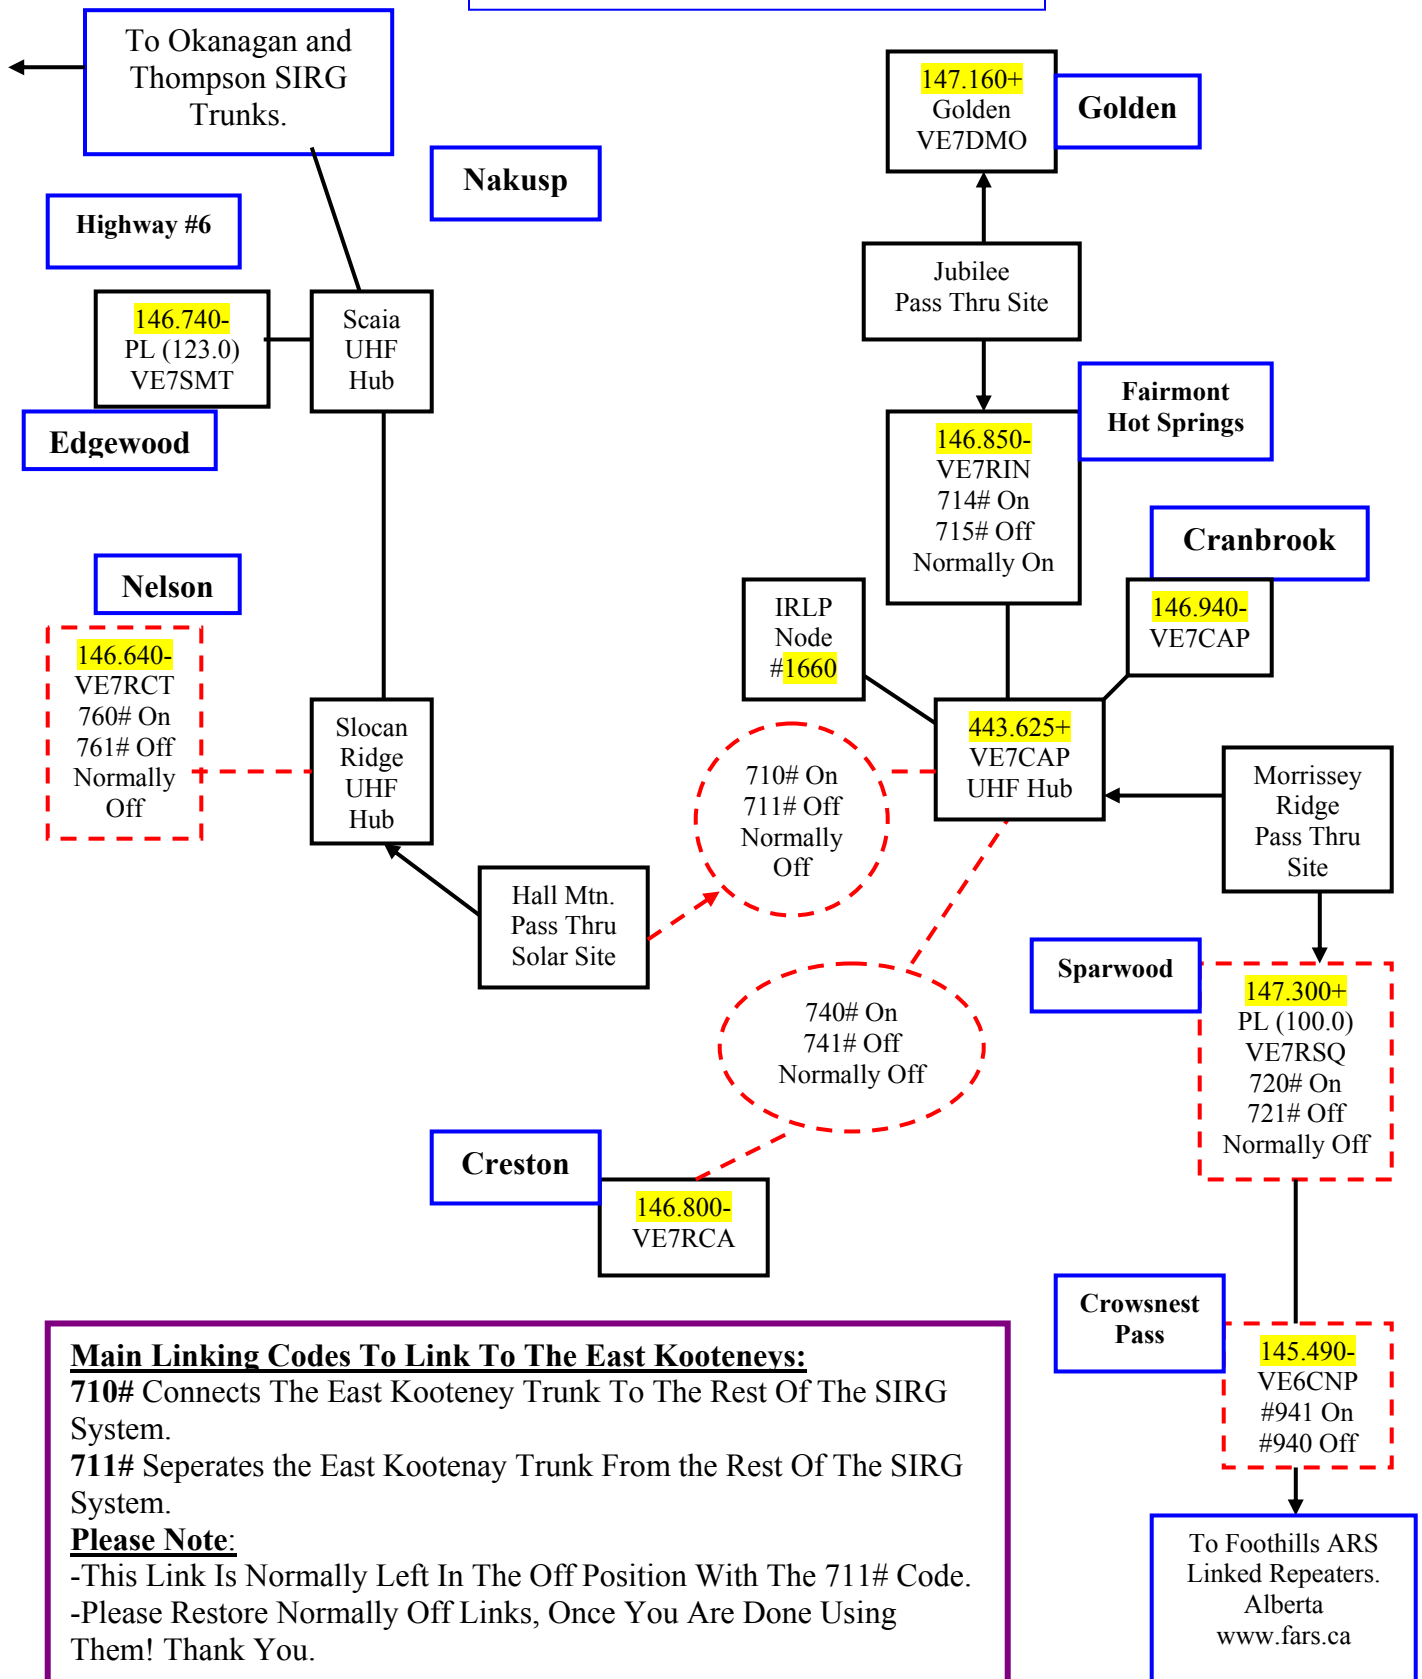 To Okanagan and
Thompson SIRG
Trunks.
147.160+
Golden
VE7DMO
Golden
Nakusp
Highway #6
Jubilee
Pass Thru Site
146.740-
PL (123.0)
VE7SMT
Scaia
UHF
Hub
Edgewood
Fairmont
Hot Springs
146.850-
VE7RIN
714# On
715# Off
Normally On
Cranbrook
146.940-
VE7CAP
Nelson
146.640-
VE7RCT
760# On
761# Off
Normally
Off
IRLP
Node
#1660
Slocan
Ridge
UHF
Hub
443.625+
VE7CAP
UHF Hub
710# On
711# Off
Normally
Off
Morrissey
Ridge
Pass Thru
Site
Hall Mtn.
Pass Thru
Solar Site
Sparwood
147.300+
PL (100.0)
VE7RSQ
720# On
721# Off
Normally Off
740# On
741# Off
Normally Off
Creston
146.800-
VE7RCA
Crowsnest
Pass
145.490-
VE6CNP
#941 On
#940 Off
To Foothills ARS
Linked Repeaters.
Alberta
www.fars.ca
Main Linking Codes To Link To The East Kooteneys:
710# Connects The East Kooteney Trunk To The Rest Of The SIRG
System.
711# Seperates the East Kootenay Trunk From the Rest Of The SIRG
System.
Please Note:
-This Link Is Normally Left In The Off Position With The 711# Code.
-Please Restore Normally Off Links, Once You Are Done Using
Them! Thank You.